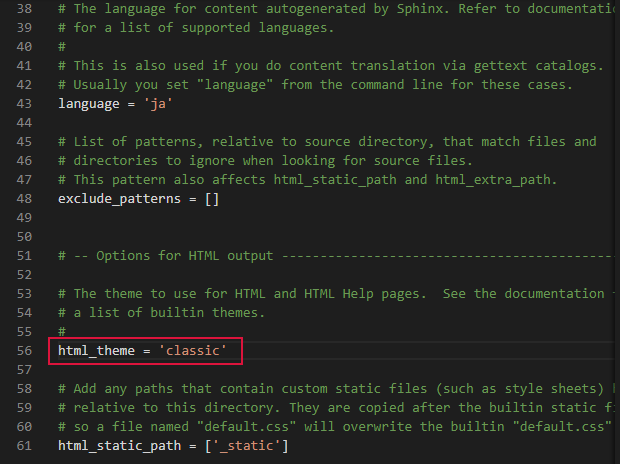 38 # The language for content autogenerated by Sphinx. Refer to documentatio
39 # for a list of supported languages.
40 #
41 # This is also used if you do content translation via gettext catalogs.
42 # Usually you set "language" from the command line for these cases.
43 language = 'ja'
44
45 # List of patterns, relative to source directory, that match files and
46 # directories to ignore when looking for source files.
47 # This pattern also affects html_static_path and html_extra_path.
48 exclude_patterns = []
49
50
51 # -- Options for HTML output -------------------------------------------
52
53 # The theme to use for HTML and HTML Help pages.  See the documentation
54 # a list of builtin themes.
55 #
56 html_theme = 'classic'
57
58 # Add any paths that contain custom static files (such as style sheets)
59 # relative to this directory. They are copied after the builtin static fi
60 # so a file named "default.css" will overwrite the builtin "default.css"
61 html_static_path = ['_static']